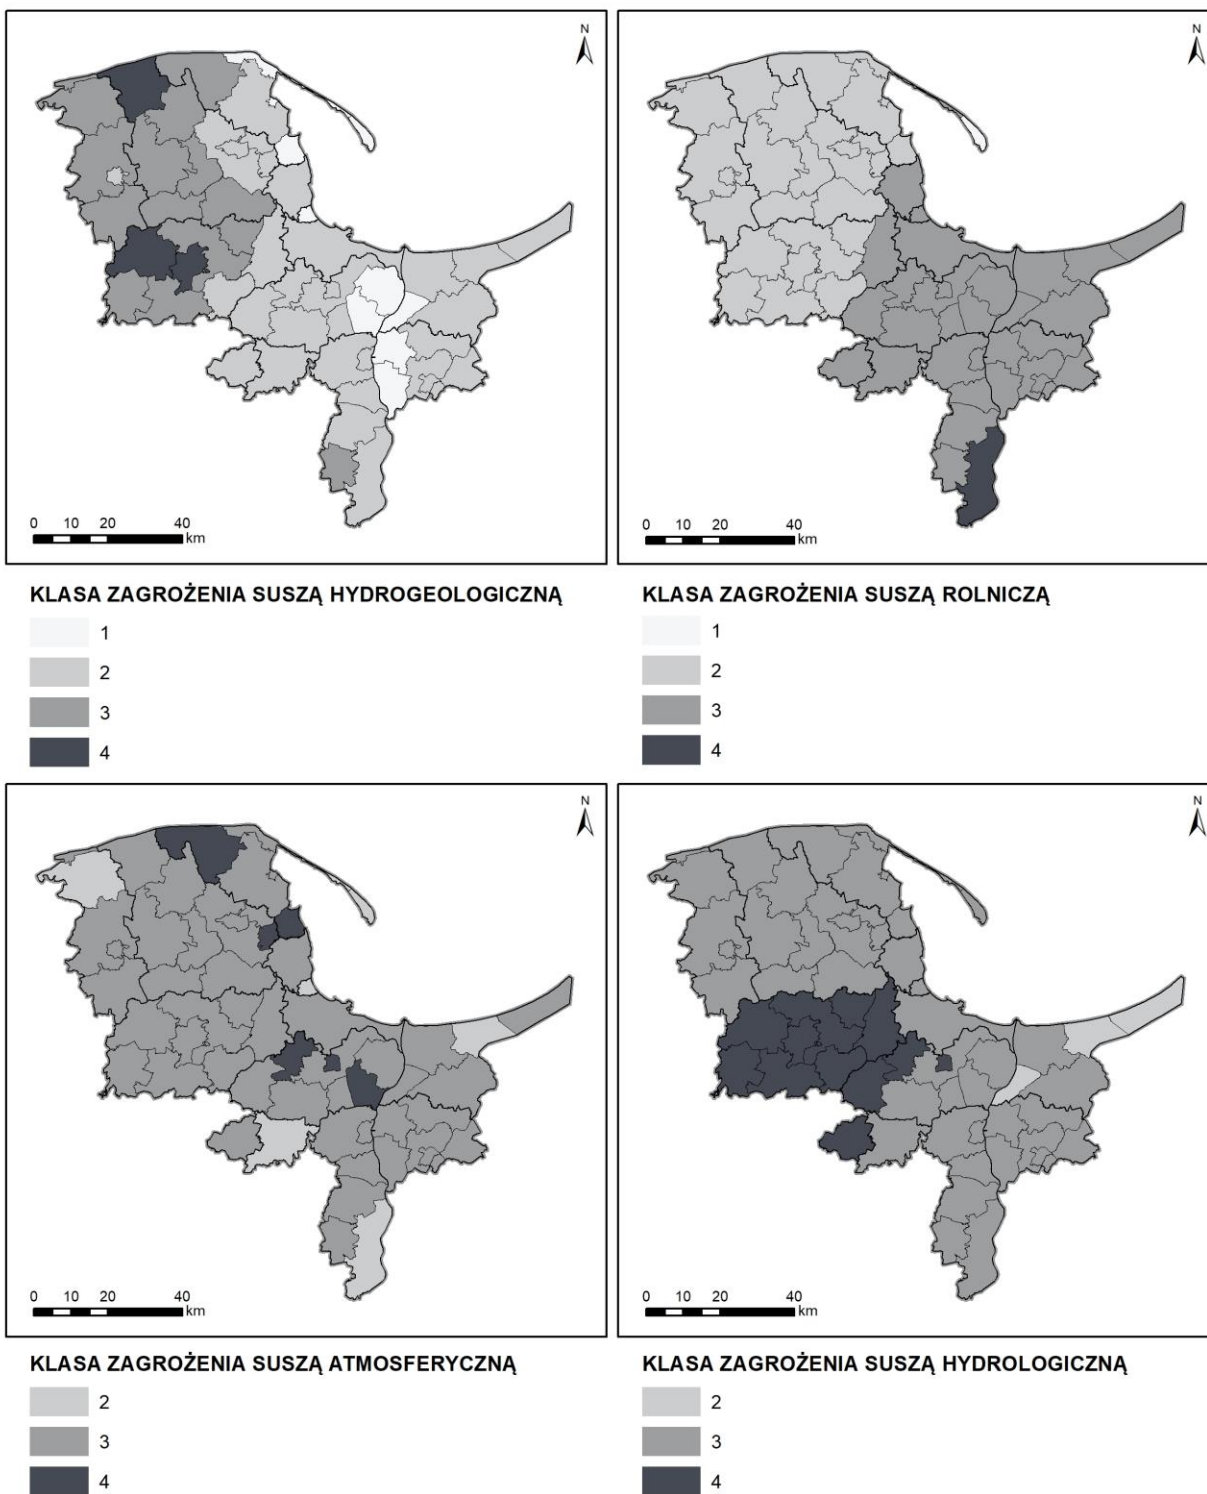 N
0 10 20 40
km
KLASA ZAGROŻENIA SUSZĄ HYDROGEOLOGICZNĄ
1
2
3
4
N
0 10 20 40
km
KLASA ZAGROŻENIA SUSZĄ ROLNICZĄ
1
2
3
4
N
0 10 20 40
km
KLASA ZAGROŻENIA SUSZĄ ATMOSFERYCZNĄ
2
3
4
N
0 10 20 40
km
KLASA ZAGROŻENIA SUSZĄ HYDROLOGICZNĄ
2
3
4